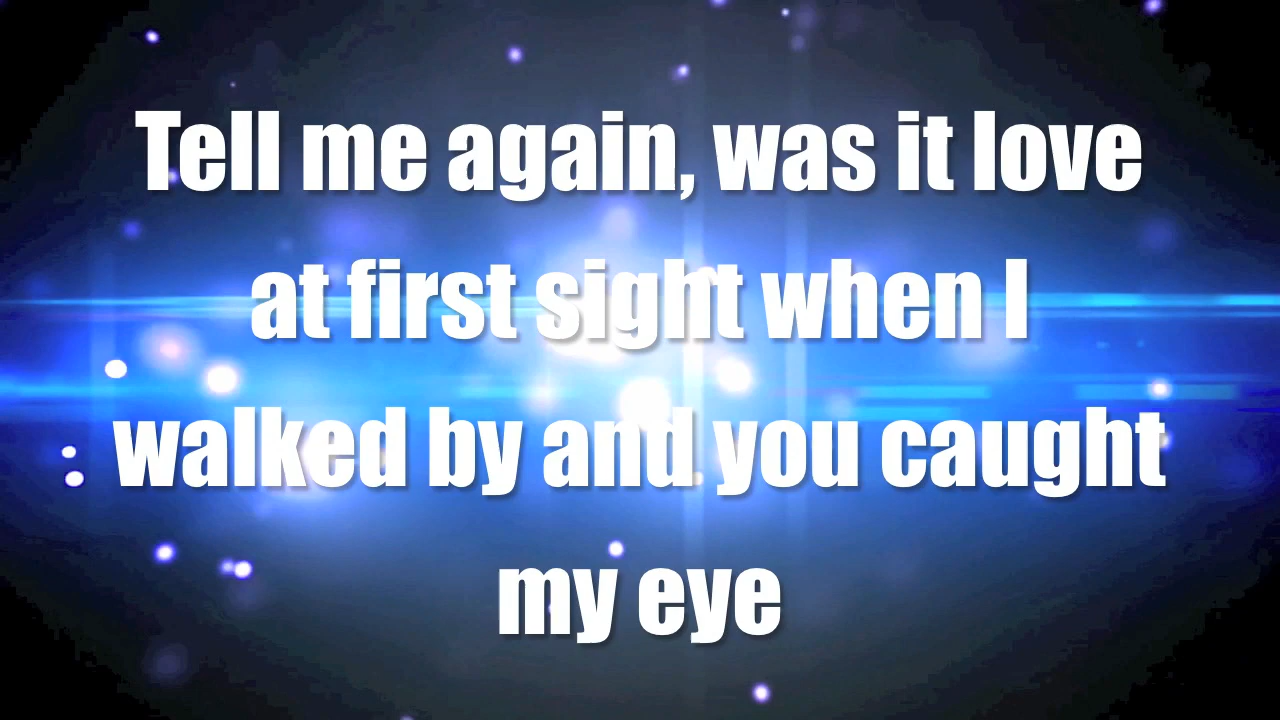 Tell me again, was it love
at first sight when I
walked by and you caught
my eye